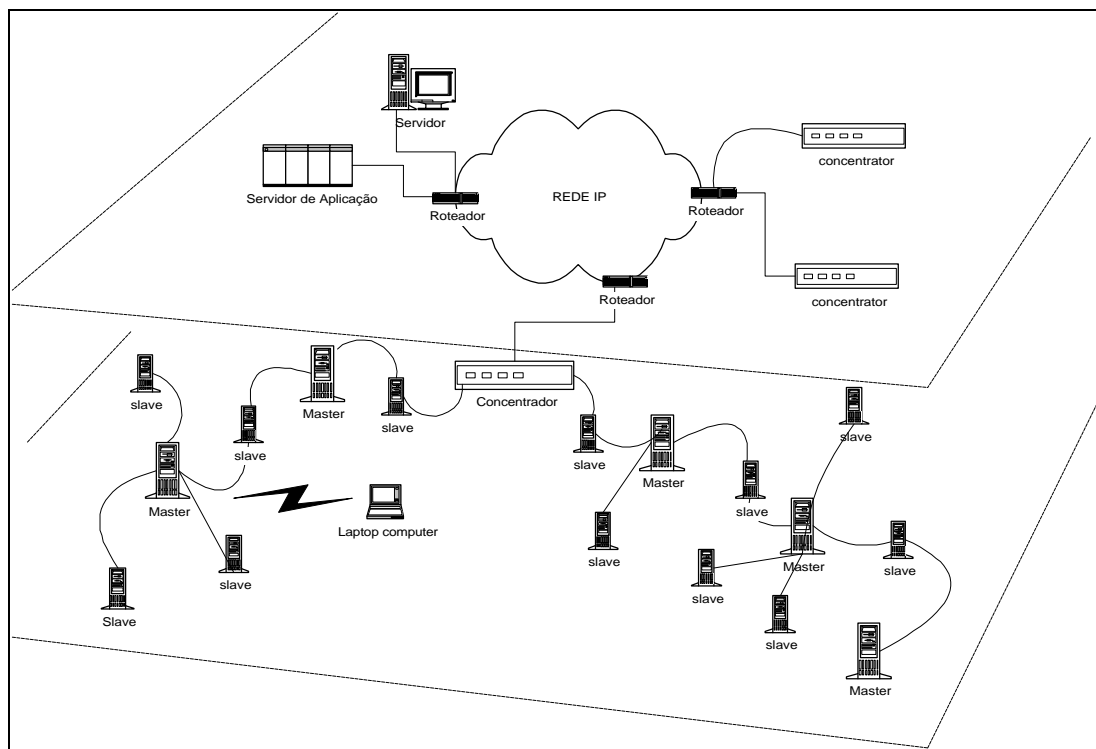 Servidor
concentrator
Servidor de Aplicação
REDE IP
Roteador
Roteador
Roteador
concentrator
slave
Master
slave
Concentrador
slave
slave
slave
Master
slave
Master
Laptop computer
slave
slave
slave
Master
slave
Slave
slave
slave
Master